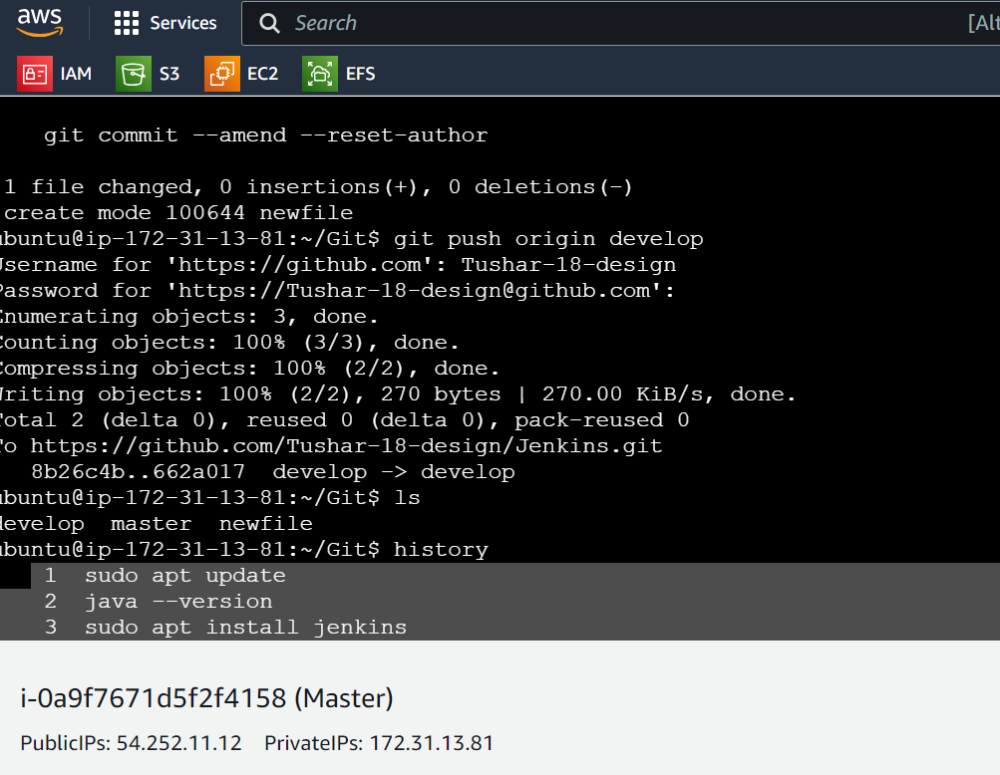 aws Services Search [Alt
IAM S3 EC2 EFS
git commit --amend --reset-author
1 file changed, 0 insertions(+), 0 deletions(-)
create mode 100644 newfile
ubuntu@ip-172-31-13-81:~/Git$ git push origin develop
Username for 'https://github.com': Tushar-18-design
Password for 'https://Tushar-18-design@github.com':
Enumerating objects: 3, done.
Counting objects: 100% (3/3), done.
Compressing objects: 100% (2/2), done.
Writing objects: 100% (2/2), 270 bytes | 270.00 KiB/s, done.
Total 2 (delta 0), reused 0 (delta 0), pack-reused 0
To https://github.com/Tushar-18-design/Jenkins.git
8b26c4b..662a017 develop -> develop
ubuntu@ip-172-31-13-81:~/Git$ ls
develop master newfile
ubuntu@ip-172-31-13-81:~/Git$ history
1 sudo apt update
2 java --version
3 sudo apt install jenkins
i-0a9f7671d5f2f4158 (Master)
PublicIPs: 54.252.11.12 PrivateIPs: 172.31.13.81